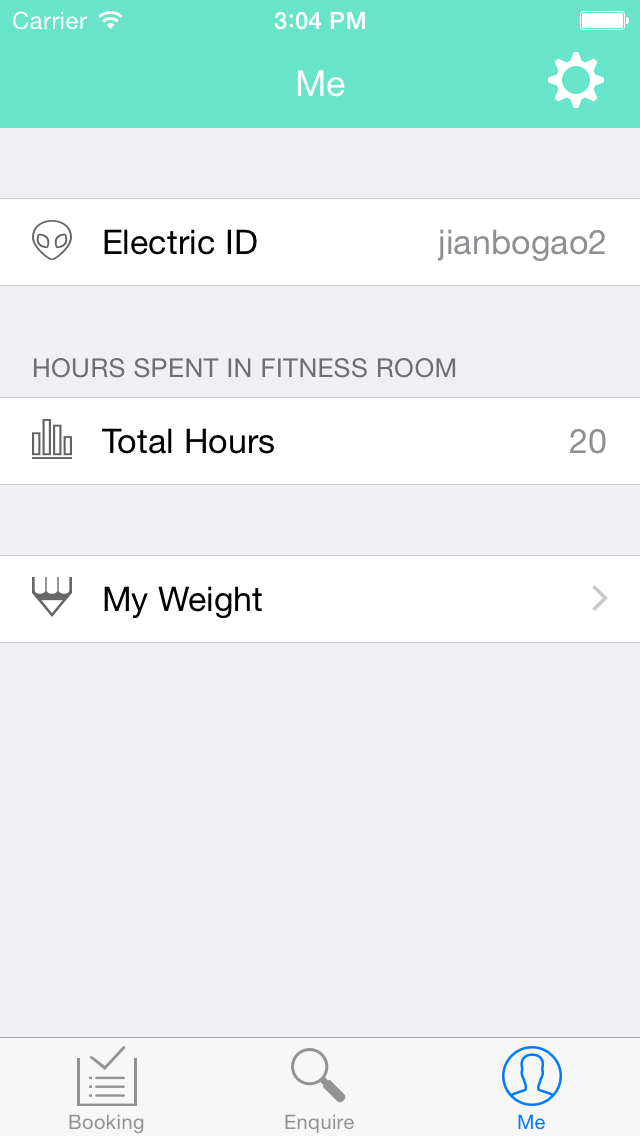 Carrier 3:04 PM
Me
Electric ID jianbogao2
HOURS SPENT IN FITNESS ROOM
Total Hours 20
My Weight
Booking Enquire Me